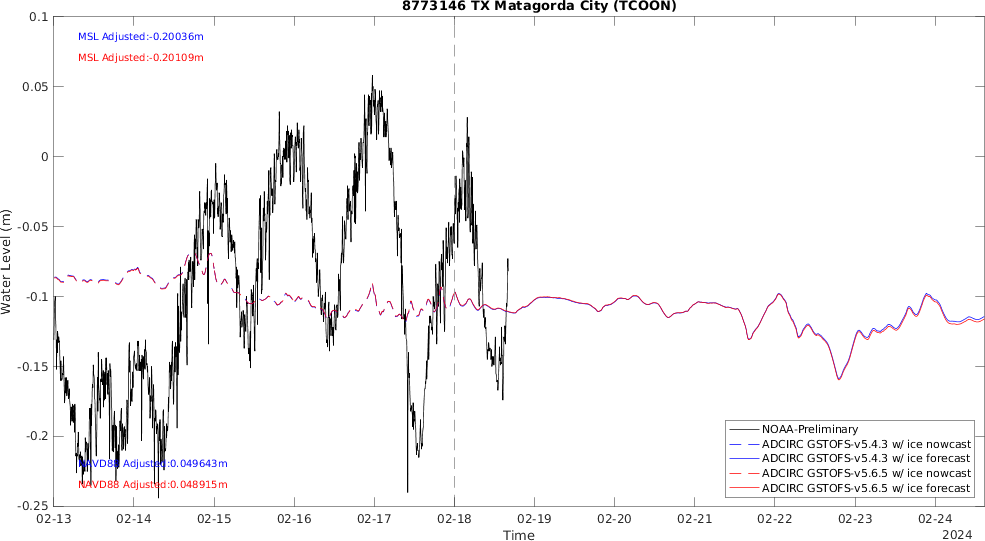 8773146 TX Matagorda City (TCOON)
MSL Adjusted:-0.20036m
MSL Adjusted:-0.20109m
0.1
0.05
0
-0.05
-0.1
-0.15
-0.2
-0.25
Water Level (m)
NAVD88 Adjusted:0.049643m
NAVD88 Adjusted:0.048915m
NOAA-Preliminary
ADCIRC GSTOFS-v5.4.3 w/ ice nowcast
ADCIRC GSTOFS-v5.4.3 w/ ice forecast
ADCIRC GSTOFS-v5.6.5 w/ ice nowcast
ADCIRC GSTOFS-v5.6.5 w/ ice forecast
02-13 02-14 02-15 02-16 02-17 02-18 02-19 02-20 02-21 02-22 02-23 02-24
Time
2024